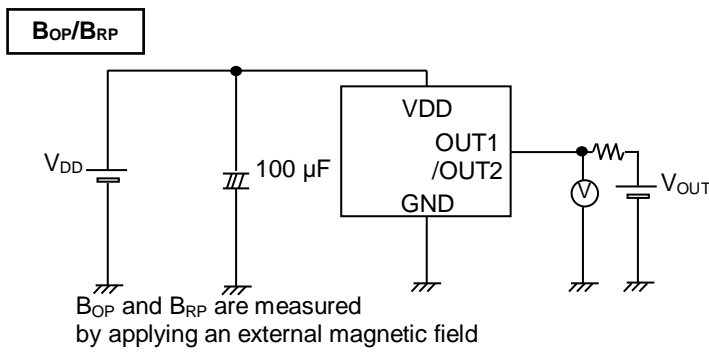 BOP/BRP
VDD
OUT1
/OUT2
GND
VDD
100 µF
V
VOUT
BOP and BRP are measured
by applying an external magnetic field